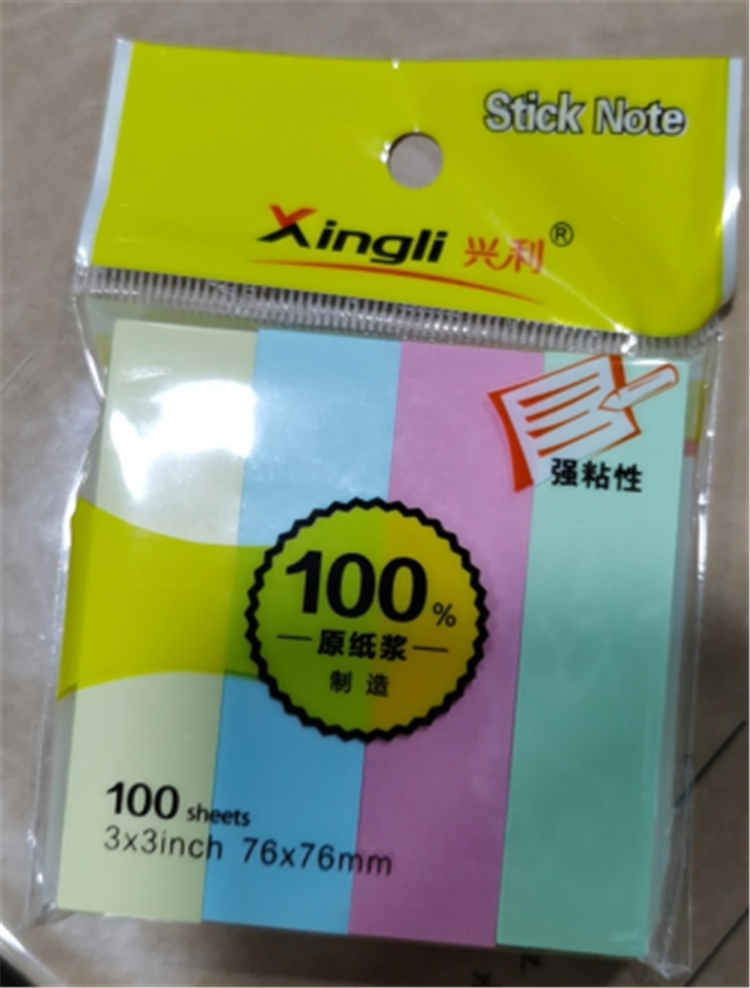 Stick Note
Xingli 兴利®
强粘性
100%
原纸浆
制造
100 sheets
3x3inch 76x76mm